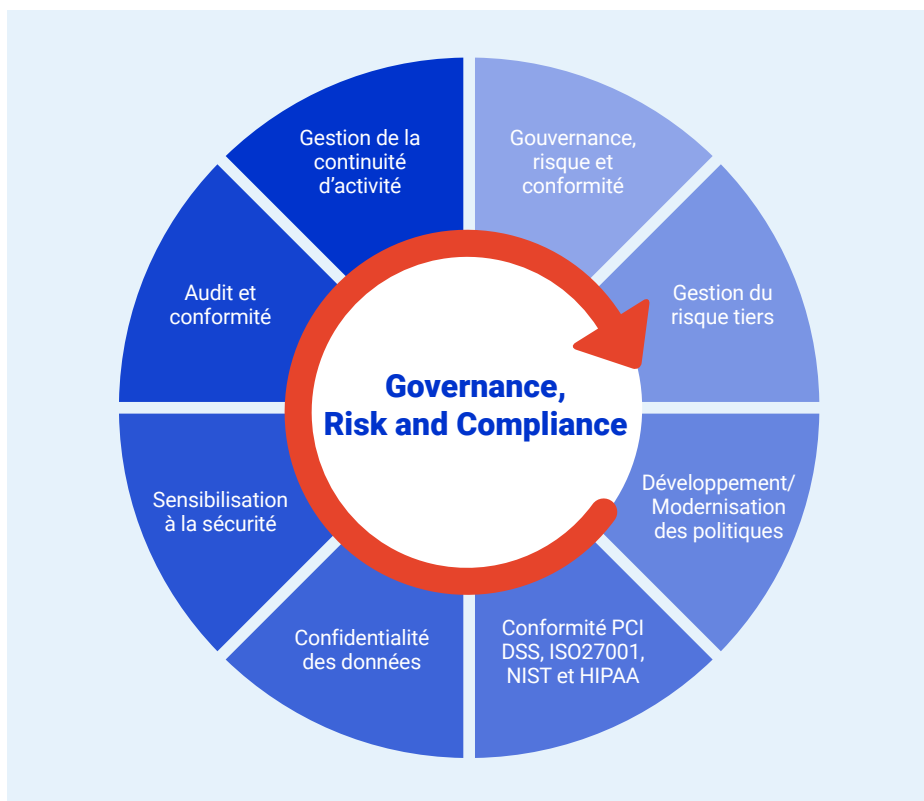 Gestion de la
continuité
d’activité
Gouvernance,
risque et
conformité
Gestion du
risque tiers
Développement/
Modernisation
des politiques
Conformité PCI
DSS, ISO27001,
NIST et HIPAA
Confidentialité
des données
Sensibilisation
à la sécurité
Audit et
conformité
Governance,
Risk and Compliance